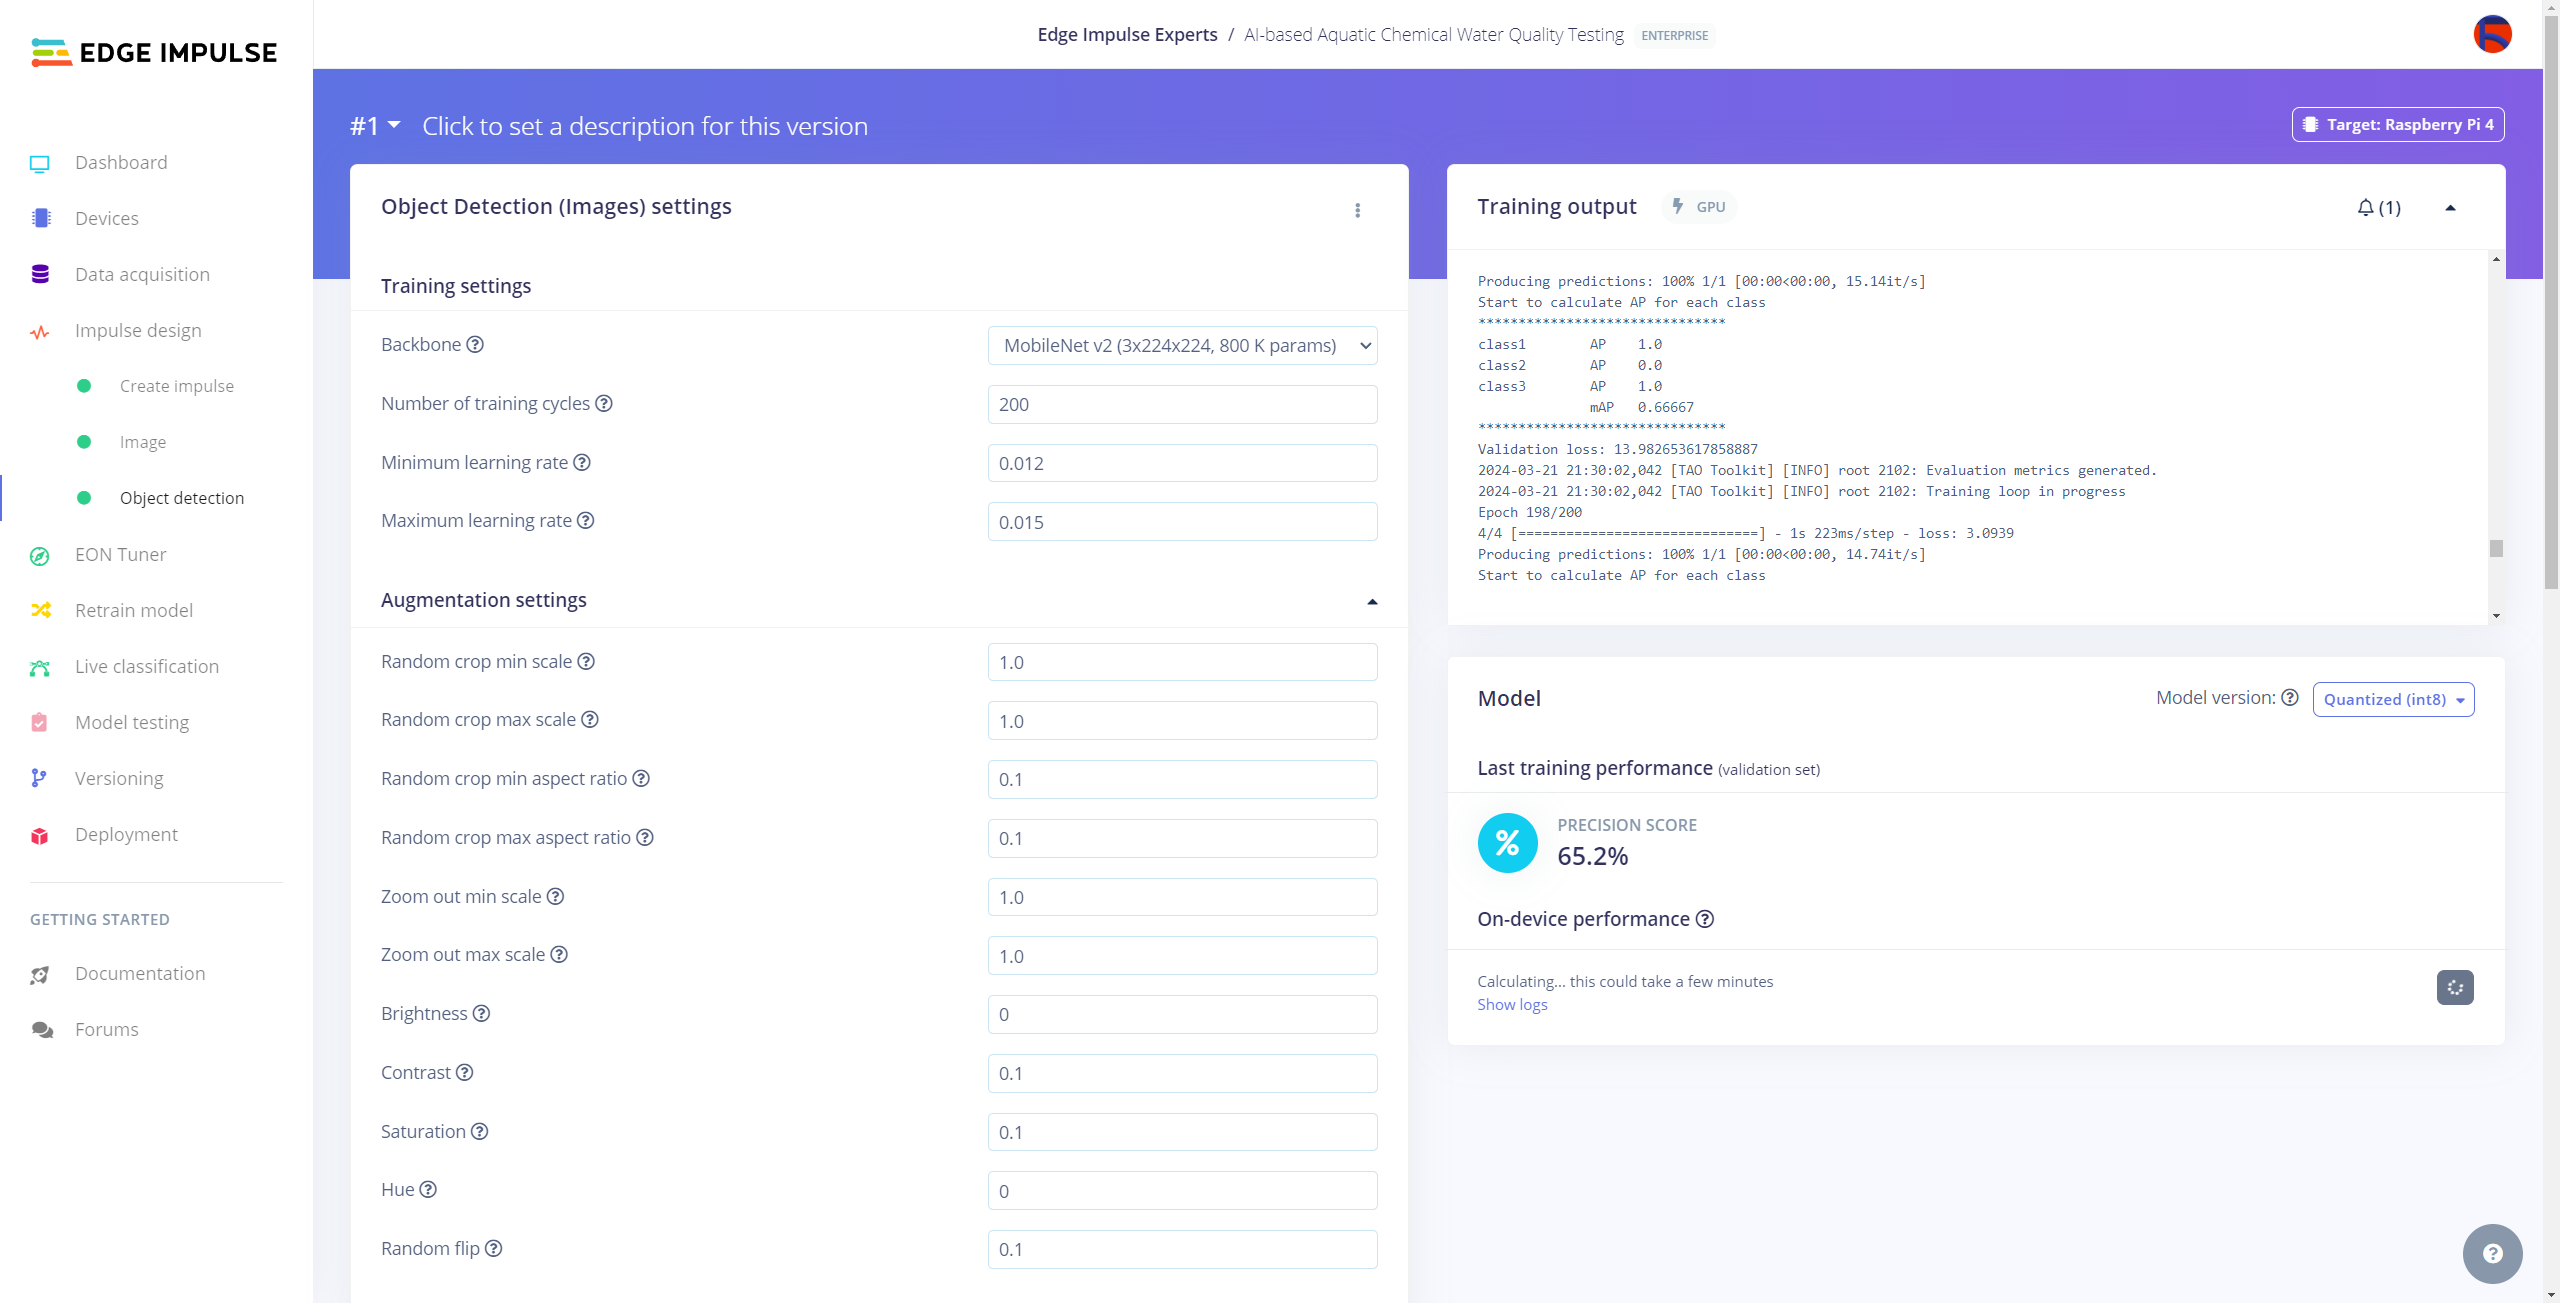 EDGE IMPULSE
Edge Impulse Experts / AI-based Aquatic Chemical Water Quality Testing ENTERPRISE
Dashboard
Devices
Data acquisition
Impulse design
Create impulse
Image
Object detection
EON Tuner
Retrain model
Live classification
Model testing
Versioning
Deployment
GETTING STARTED
Documentation
Forums
#1 Click to set a description for this version
Target: Raspberry Pi 4
Object Detection (Images) settings
Training settings
Backbone ? MobileNet v2 (3x224x224, 800 K params)
Number of training cycles ? 200
Minimum learning rate ? 0.012
Maximum learning rate ? 0.015
Augmentation settings
Random crop min scale ? 1.0
Random crop max scale ? 1.0
Random crop min aspect ratio ? 0.1
Random crop max aspect ratio ? 0.1
Zoom out min scale ? 1.0
Zoom out max scale ? 1.0
Brightness ? 0
Contrast ? 0.1
Saturation ? 0.1
Hue ? 0
Random flip ? 0.1
Training output GPU (1)
Producing predictions: 100% 1/1 [00:00<00:00, 15.14it/s]
Start to calculate AP for each class
*******************************
class1 AP 1.0
class2 AP 0.0
class3 AP 1.0
mAP 0.66667
*******************************
Validation loss: 13.982653617858887
2024-03-21 21:30:02,042 [TAO Toolkit] [INFO] root 2102: Evaluation metrics generated.
2024-03-21 21:30:02,042 [TAO Toolkit] [INFO] root 2102: Training loop in progress
Epoch 198/200
4/4 [==============================] - 1s 223ms/step - loss: 3.0939
Producing predictions: 100% 1/1 [00:00<00:00, 14.74it/s]
Start to calculate AP for each class
Model Model version: ? Quantized (int8)
Last training performance (validation set)
% PRECISION SCORE
65.2%
On-device performance ?
Calculating... this could take a few minutes
Show logs
?